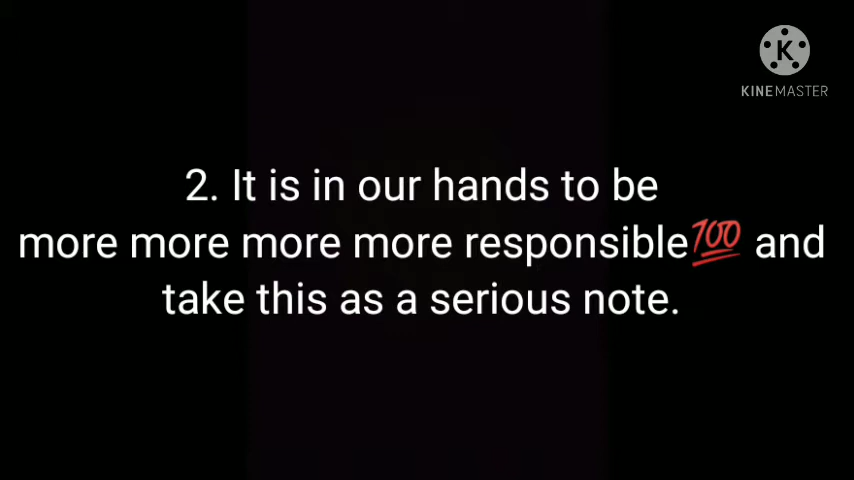 K
KINEMASTER
2. It is in our hands to be
more more more more responsible💯 and
take this as a serious note.